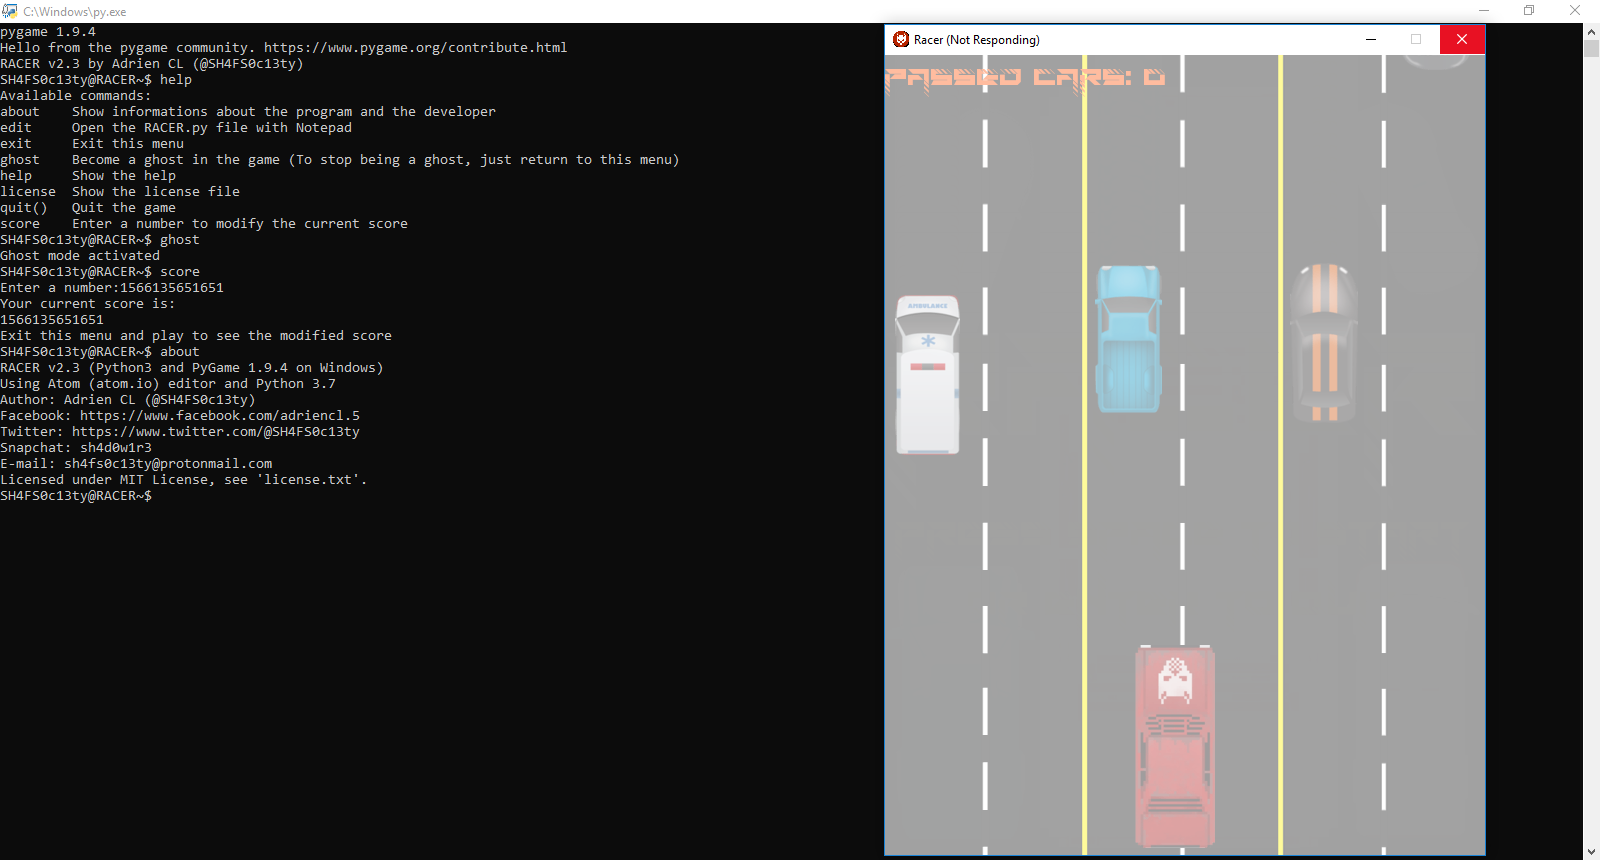 C:\Windows\py.exe
pygame 1.9.4
Hello from the pygame community. https://www.pygame.org/contribute.html
RACER v2.3 by Adrien CL (@SH4FS0c13ty)
SH4FS0c13ty@RACER~$ help
Available commands:
about    Show informations about the program and the developer
edit     Open the RACER.py file with Notepad
exit     Exit this menu
ghost    Become a ghost in the game (To stop being a ghost, just return to this menu)
help     Show the help
license  Show the license file
quit()   Quit the game
score    Enter a number to modify the current score
SH4FS0c13ty@RACER~$ ghost
Ghost mode activated
SH4FS0c13ty@RACER~$ score
Enter a number:1566135651651
Your current score is:
1566135651651
Exit this menu and play to see the modified score
SH4FS0c13ty@RACER~$ about
RACER v2.3 (Python3 and PyGame 1.9.4 on Windows)
Using Atom (atom.io) editor and Python 3.7
Author: Adrien CL (@SH4FS0c13ty)
Facebook: https://www.facebook.com/adriencl.5
Twitter: https://www.twitter.com/@SH4FS0c13ty
Snapchat: sh4d0w1r3
E-mail: sh4fs0c13ty@protonmail.com
Licensed under MIT License, see 'license.txt'.
SH4FS0c13ty@RACER~$
Racer (Not Responding)
PASSED CARS: 0
AMBULANCE